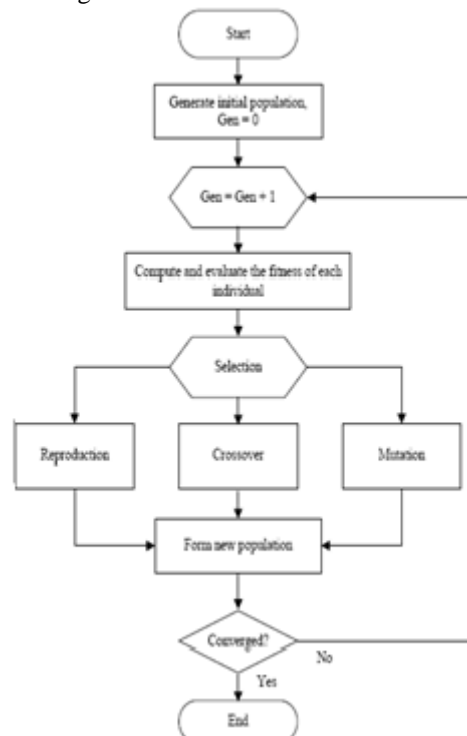 Start
Generate initial population,
Gen = 0
Gen = Gen + 1
Compute and evaluate the fitness of each
individual
Selection
Reproduction
Crossover
Mutation
Form new population
Converged?
No
Yes
End